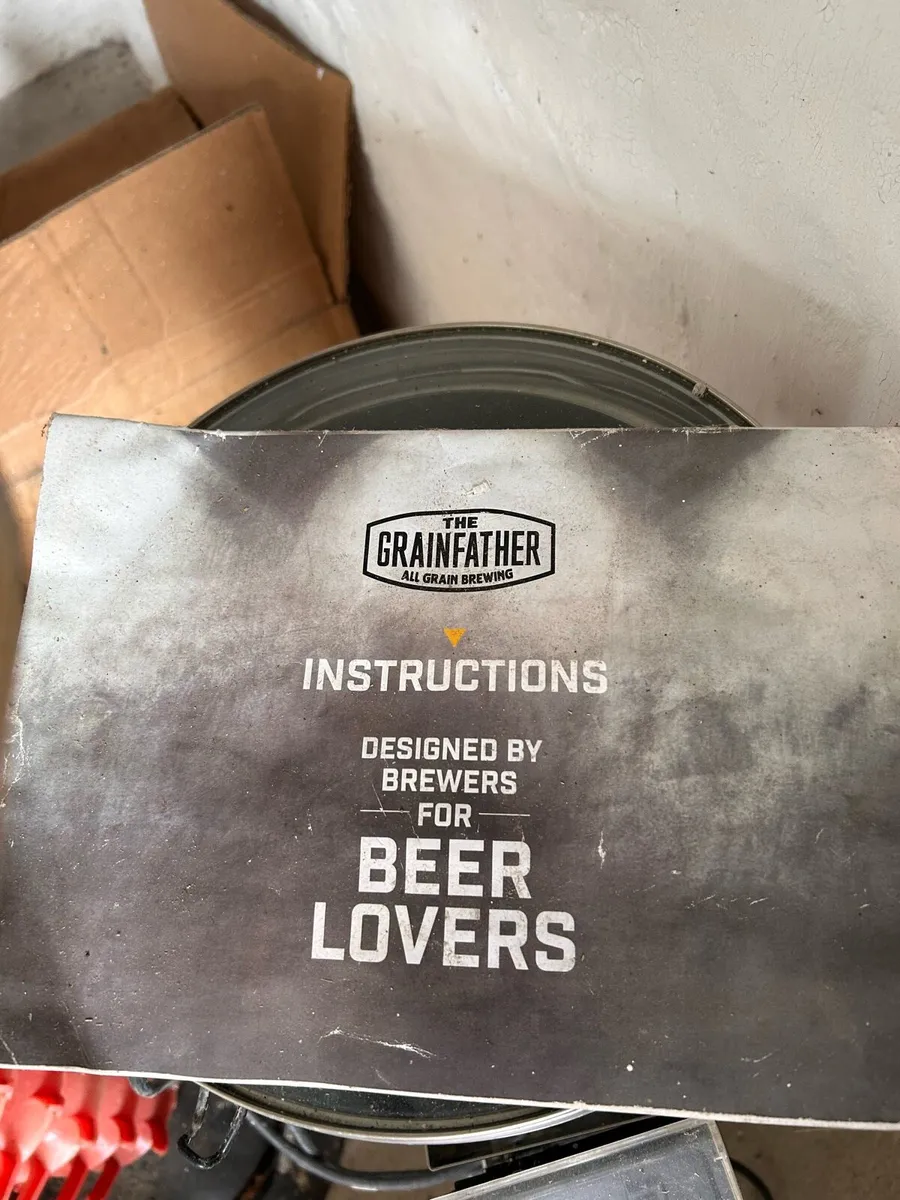 THE
GRAINFATHER
ALL GRAIN BREWING
INSTRUCTIONS
DESIGNED BY
BREWERS
FOR
BEER
LOVERS